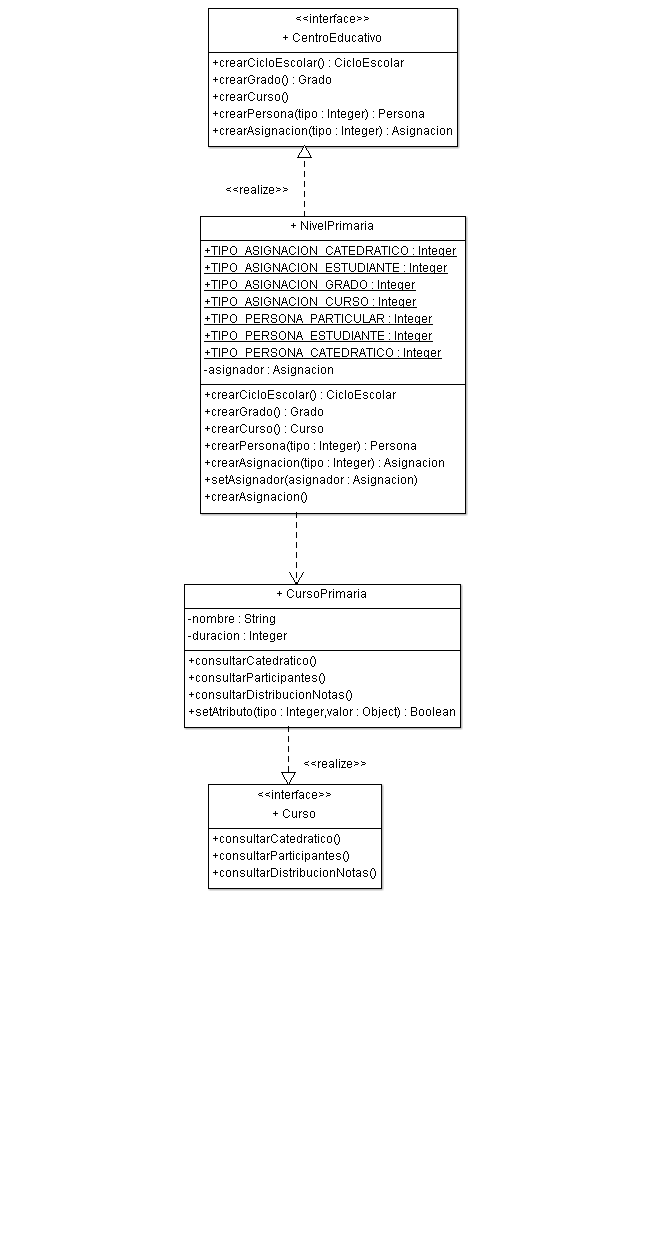 <<interface>>
+ CentroEducativo
+crearCicloEscolar() : CicloEscolar
+crearGrado() : Grado
+crearCurso()
+crearPersona(tipo : Integer) : Persona
+crearAsignacion(tipo : Integer) : Asignacion
<<realize>>
+ NivelPrimaria
+TIPO_ASIGNACION_CATEDRATICO : Integer
+TIPO_ASIGNACION_ESTUDIANTE : Integer
+TIPO_ASIGNACION_GRADO : Integer
+TIPO_ASIGNACION_CURSO : Integer
+TIPO_PERSONA_PARTICULAR : Integer
+TIPO_PERSONA_ESTUDIANTE : Integer
+TIPO_PERSONA_CATEDRATICO : Integer
-asignador : Asignacion
+crearCicloEscolar() : CicloEscolar
+crearGrado() : Grado
+crearCurso() : Curso
+crearPersona(tipo : Integer) : Persona
+crearAsignacion(tipo : Integer) : Asignacion
+setAsignador(asignador : Asignacion)
+crearAsignacion()
+ CursoPrimaria
-nombre : String
-duracion : Integer
+consultarCatedratico()
+consultarParticipantes()
+consultarDistribucionNotas()
+setAtributo(tipo : Integer,valor : Object) : Boolean
<<realize>>
<<interface>>
+ Curso
+consultarCatedratico()
+consultarParticipantes()
+consultarDistribucionNotas()